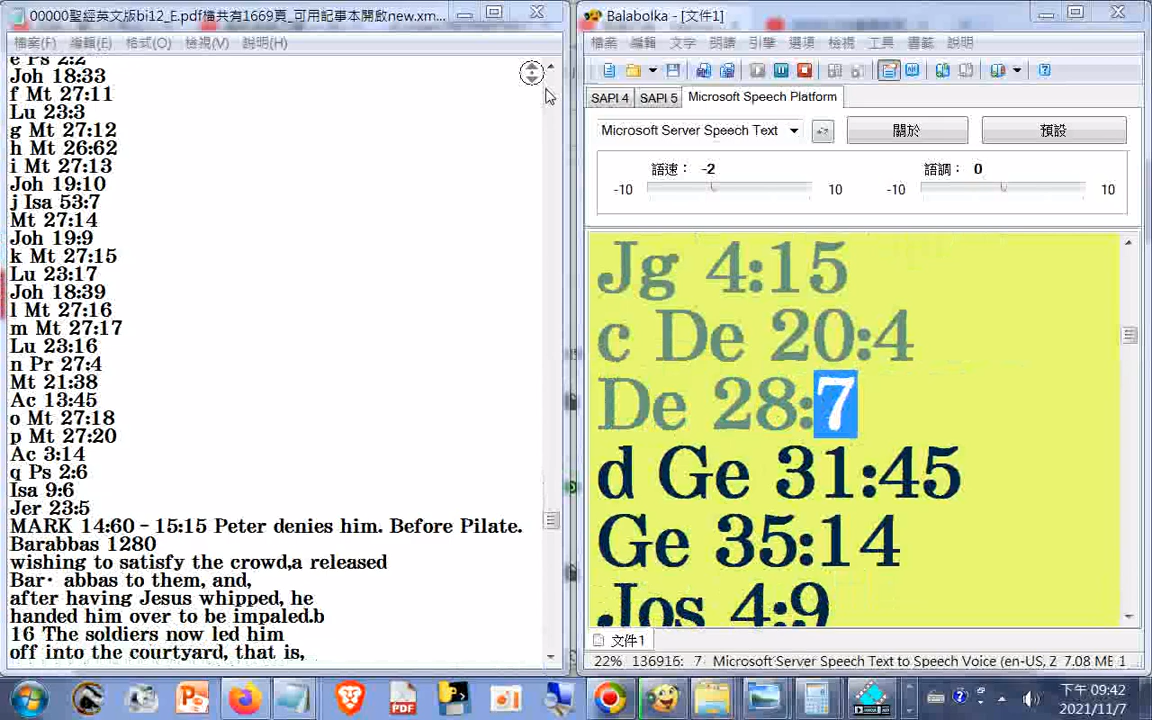 00000聖經英文版bi12_E.pdf檔共有1669頁_可用記事本開啟new.xm...
檔案(F) 編輯(E) 格式(O) 檢視(V) 說明(H)
e Ps 2:2
Joh 18:33
f Mt 27:11
Lu 23:3
g Mt 27:12
h Mt 26:62
i Mt 27:13
Joh 19:10
j Isa 53:7
Mt 27:14
Joh 19:9
k Mt 27:15
Lu 23:17
Joh 18:39
l Mt 27:16
m Mt 27:17
Lu 23:16
n Pr 27:4
Mt 21:38
Ac 13:45
o Mt 27:18
p Mt 27:20
Ac 3:14
q Ps 2:6
Isa 9:6
Jer 23:5
MARK 14:60-15:15 Peter denies him. Before Pilate.
Barabbas 1280
wishing to satisfy the crowd,a released
Bar· abbas to them, and,
after having Jesus whipped, he
handed him over to be impaled.b
16 The soldiers now led him
off into the courtyard, that is,
Balabolka - [文件1]
檔案 編輯 文字 朗讀 引擎 選項 檢視 工具 書籤 說明
SAPI 4 SAPI 5 Microsoft Speech Platform
Microsoft Server Speech Text 關於 預設
語速： -2 語調： 0
-10 10 -10 10
Jg 4:15
c De 20:4
De 28:7
d Ge 31:45
Ge 35:14
Jos 4:9
文件1
22% 136916: 7 Microsoft Server Speech Text to Speech Voice (en-US, Z 7.08 ME 1
PDF
下午 09:42
2021/11/7